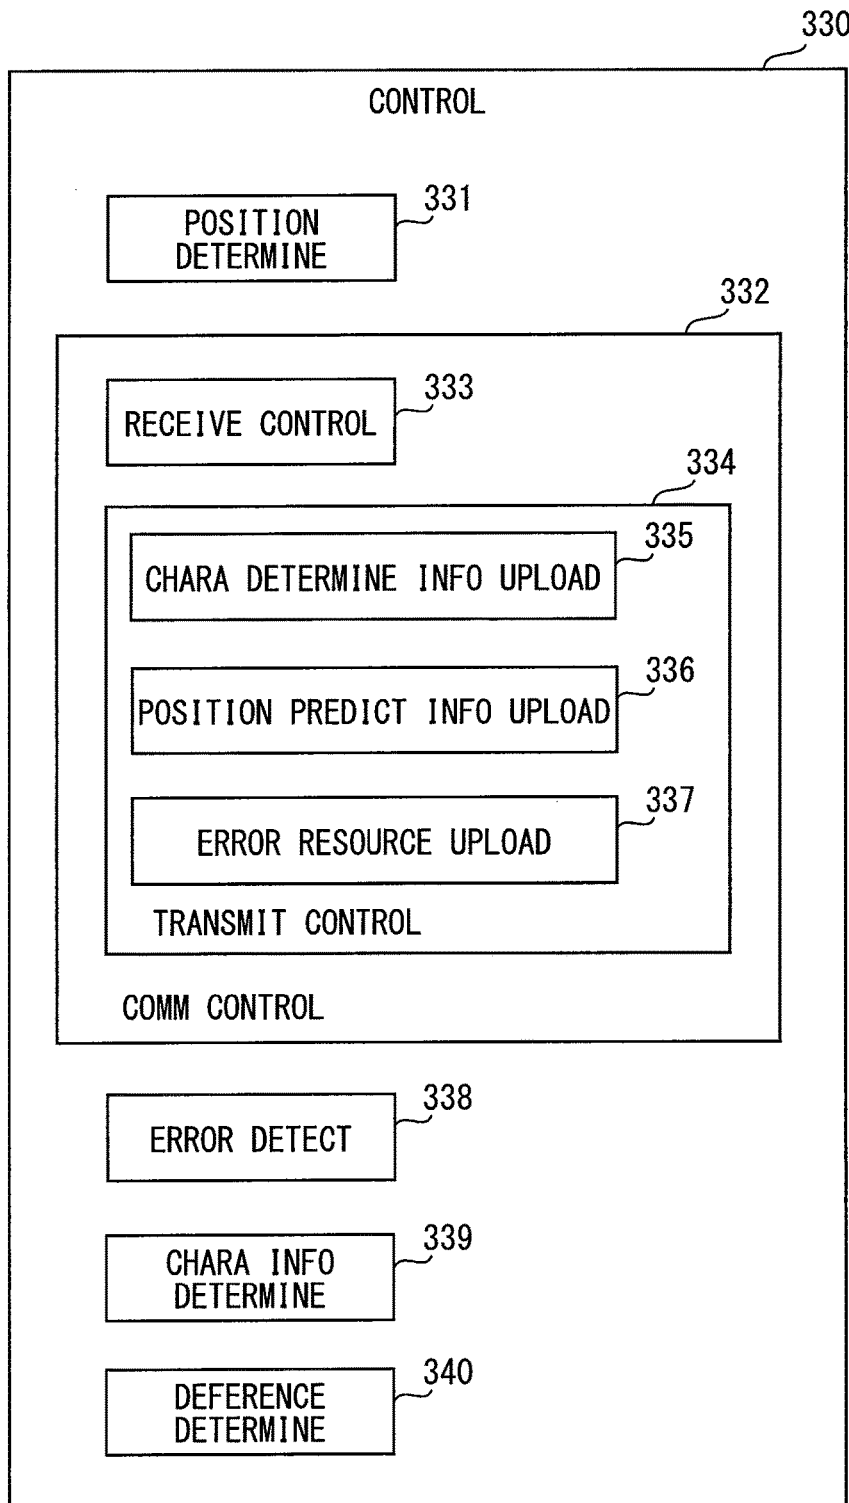 330
CONTROL
331
POSITION
DETERMINE
332
333
RECEIVE CONTROL
334
335
CHARA DETERMINE INFO UPLOAD
336
POSITION PREDICT INFO UPLOAD
337
ERROR RESOURCE UPLOAD
TRANSMIT CONTROL
COMM CONTROL
338
ERROR DETECT
339
CHARA INFO
DETERMINE
340
DEFERENCE
DETERMINE